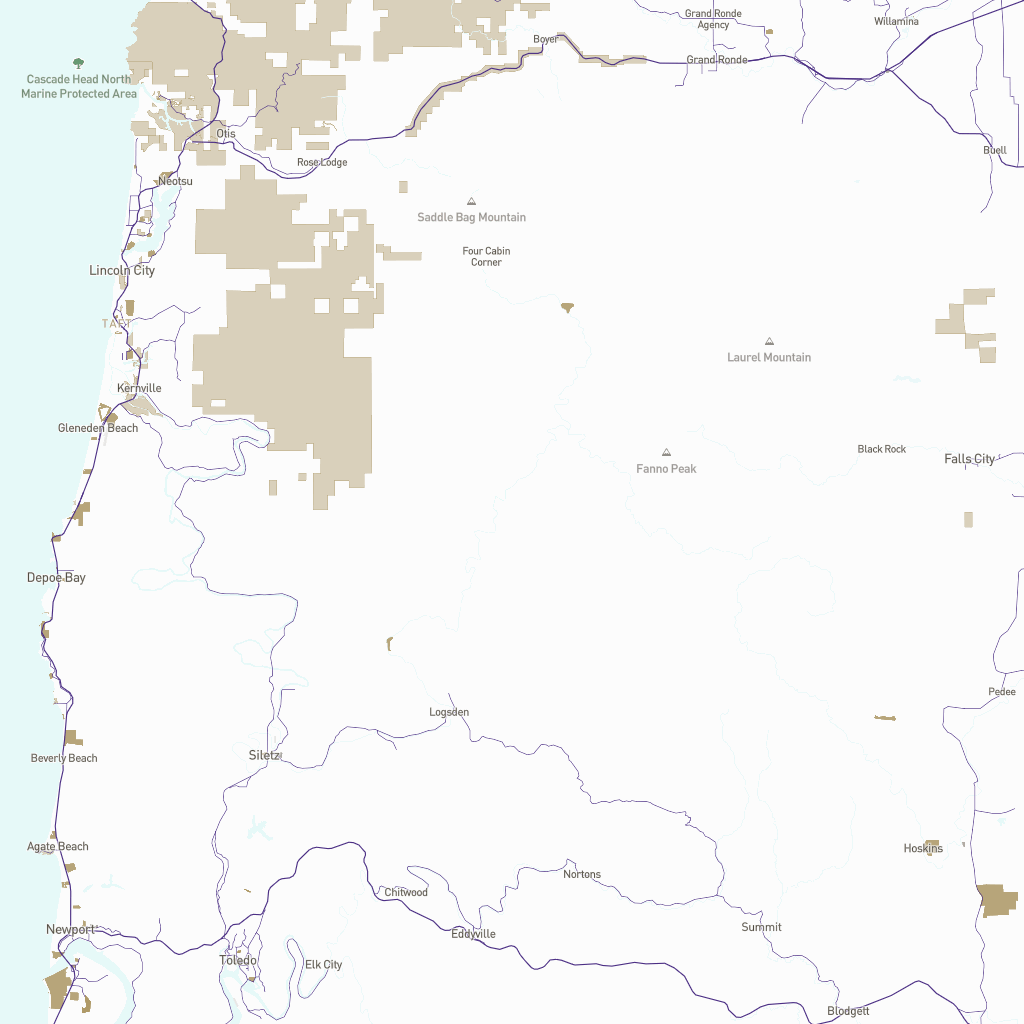 Grand Ronde
Agency
Willamina
Boyer
Grand Ronde
Cascade Head North
Marine Protected Area
Otis
Buell
Rose Lodge
Neotsu
Saddle Bag Mountain
Four Cabin
Corner
Lincoln City
TAFT
Laurel Mountain
Kernville
Gleneden Beach
Black Rock
Falls City
Fanno Peak
Depoe Bay
Pedee
Logsden
Siletz
Beverly Beach
Agate Beach
Hoskins
Nortons
Chitwood
Newport
Summit
Eddyville
Toledo
Elk City
Blodgett